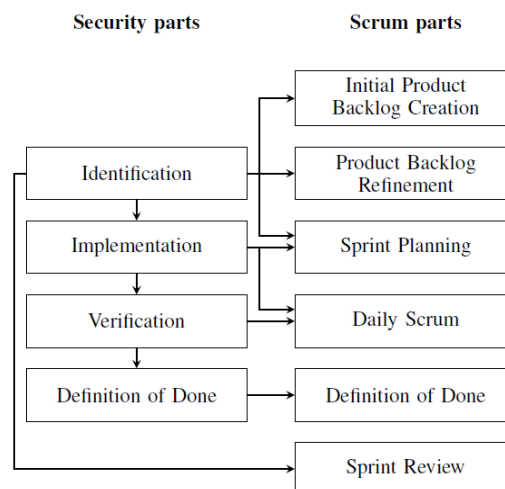 Security parts
Scrum parts
Initial Product
Backlog Creation
Identification
Product Backlog
Refinement
Implementation
Sprint Planning
Verification
Daily Scrum
Definition of Done
Definition of Done
Sprint Review